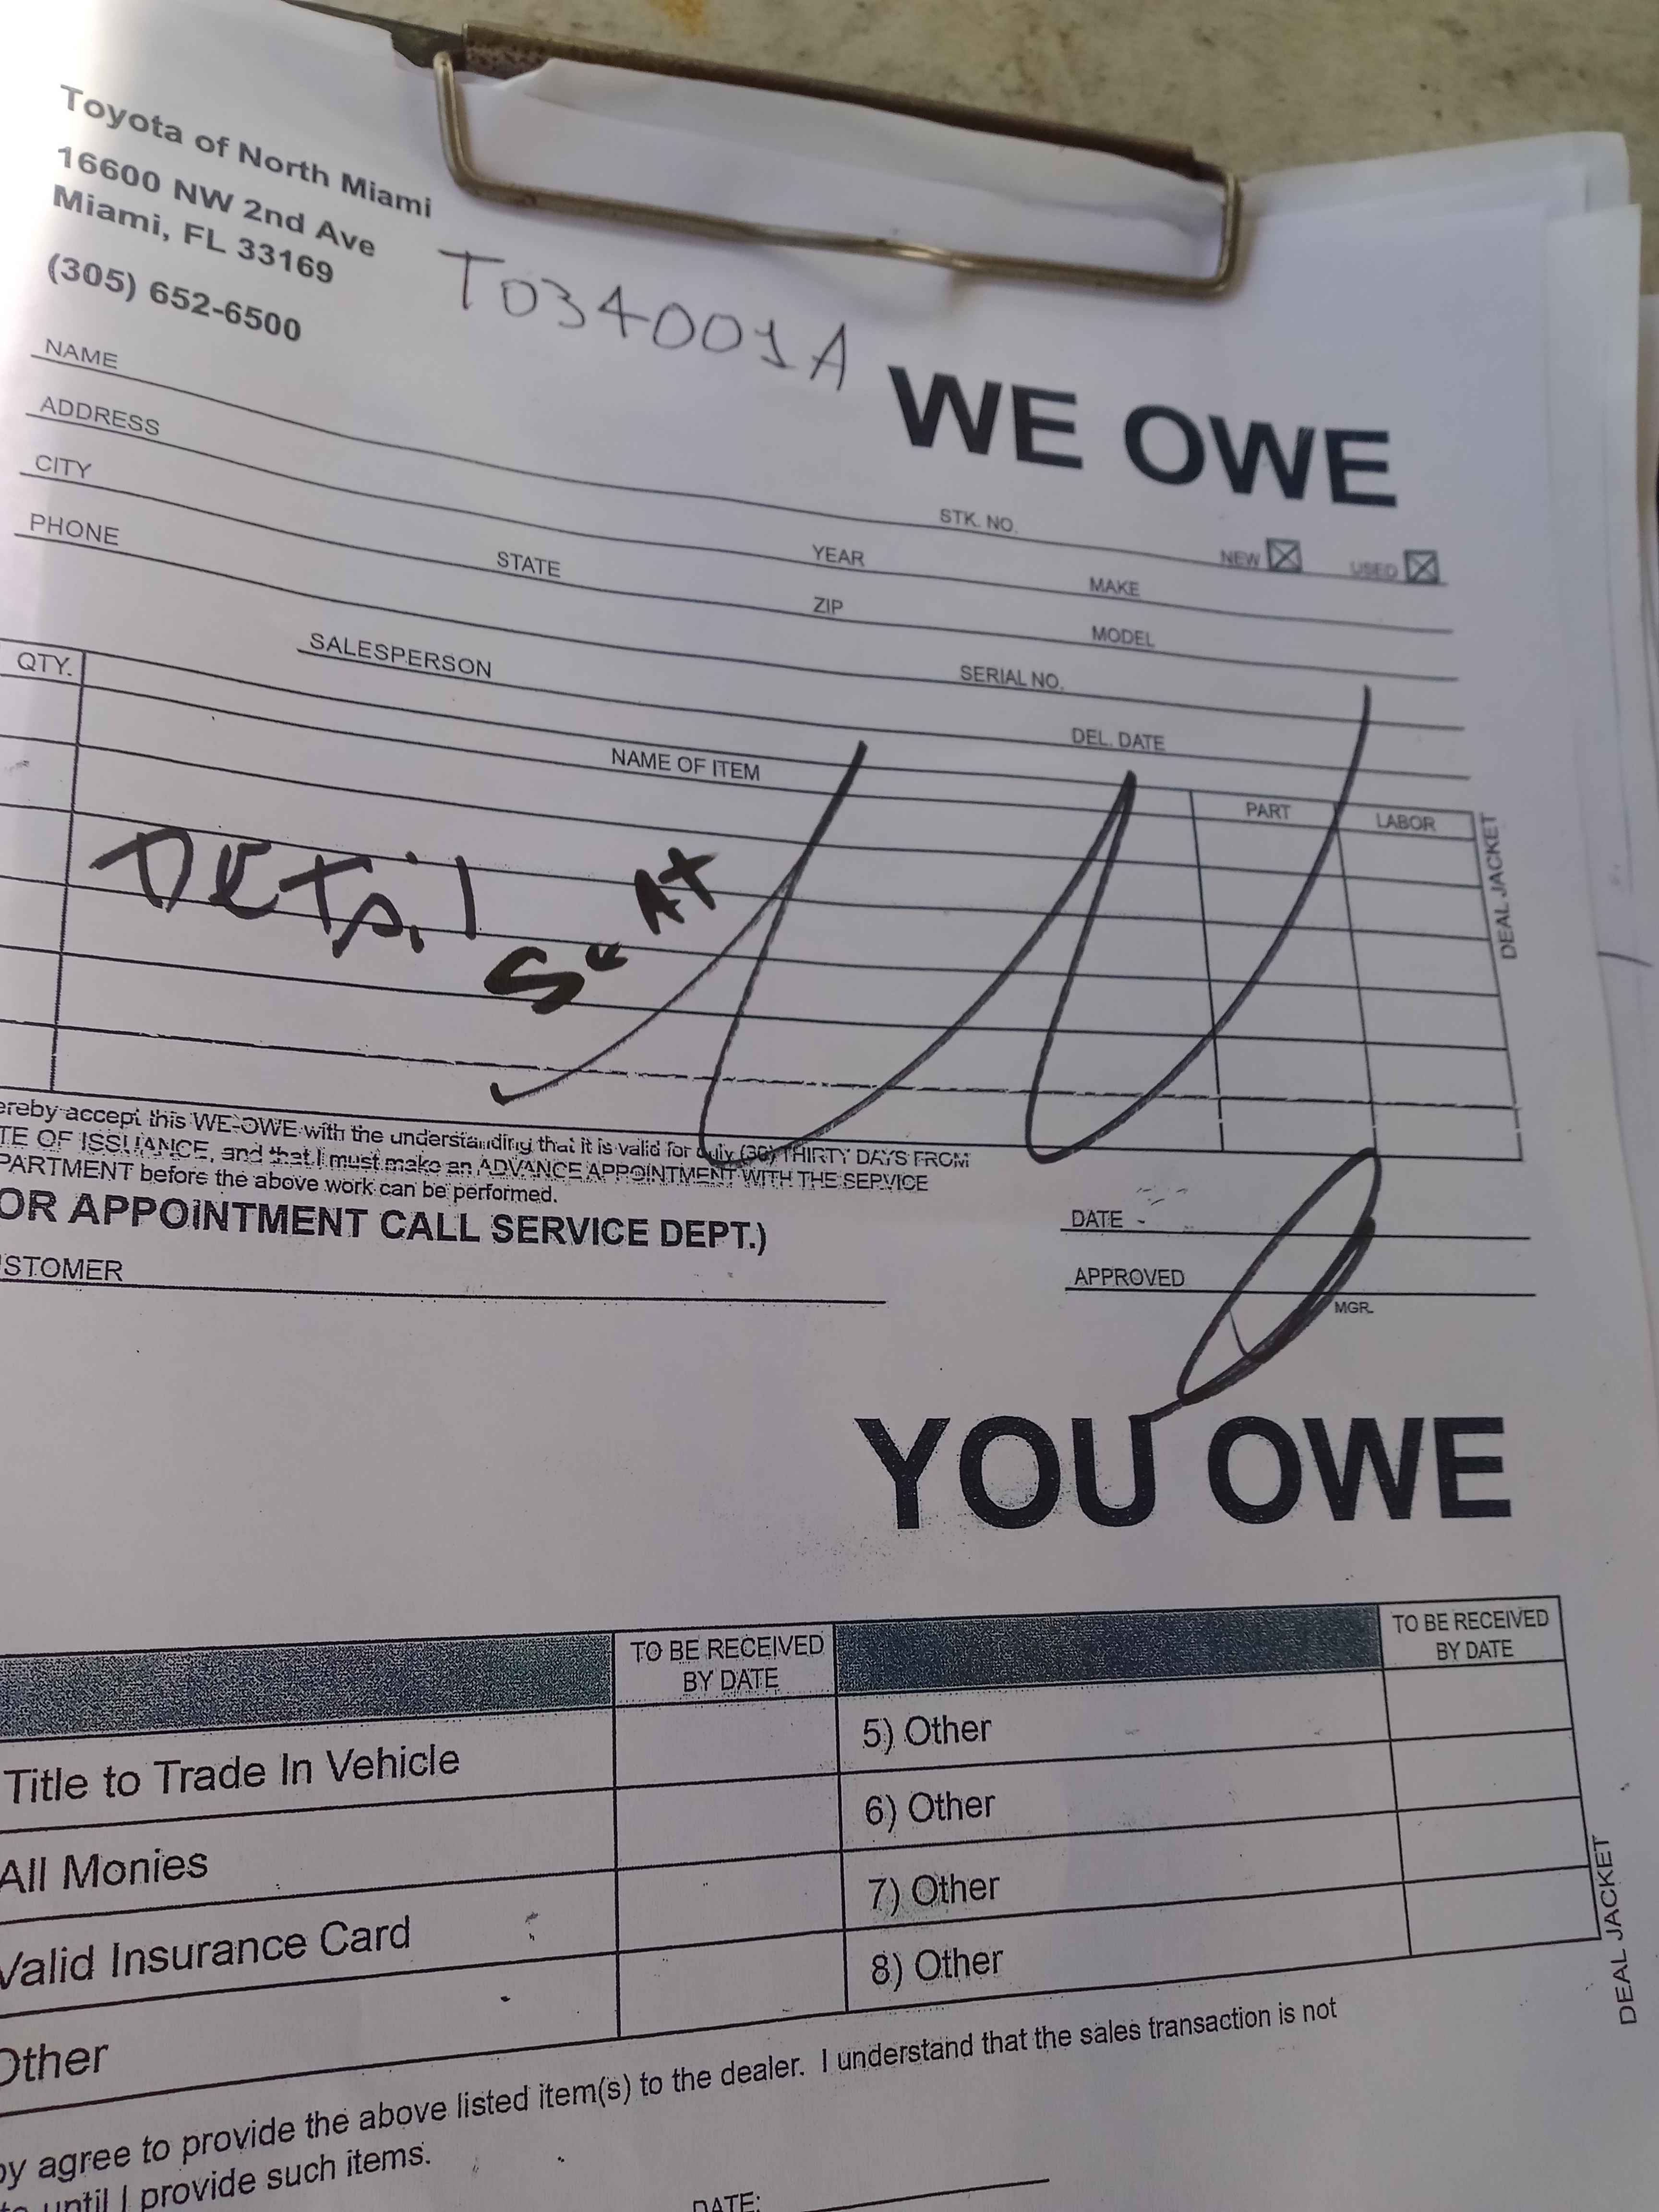 Toyota of North Miami
16600 NW 2nd Ave
Miami, FL 33169
(305) 652-6500
T034001A
WE OWE
NAME
STK. NO.
NEW ☒ USED ☒
ADDRESS
YEAR
MAKE
CITY
STATE
ZIP
MODEL
PHONE
SERIAL NO.
SALESPERSON
DEL. DATE
QTY.
NAME OF ITEM
PART
LABOR
DEAL JACKET
DETAil
SEAT
ereby accept this WE-OWE with the understanding that it is valid for only (30) THIRTY DAYS FROM
TE OF ISSUANCE, and that I must make an ADVANCE APPOINTMENT WITH THE SERVICE
PARTMENT before the above work can be performed.
OR APPOINTMENT CALL SERVICE DEPT.)
DATE
STOMER
APPROVED
MGR.
YOU OWE
TO BE RECEIVED
BY DATE
TO BE RECEIVED
BY DATE
Title to Trade In Vehicle
5) Other
All Monies
6) Other
Valid Insurance Card
7) Other
Other
8) Other
DEAL JACKET
by agree to provide the above listed item(s) to the dealer. I understand that the sales transaction is not
until I provide such items.
DATE: